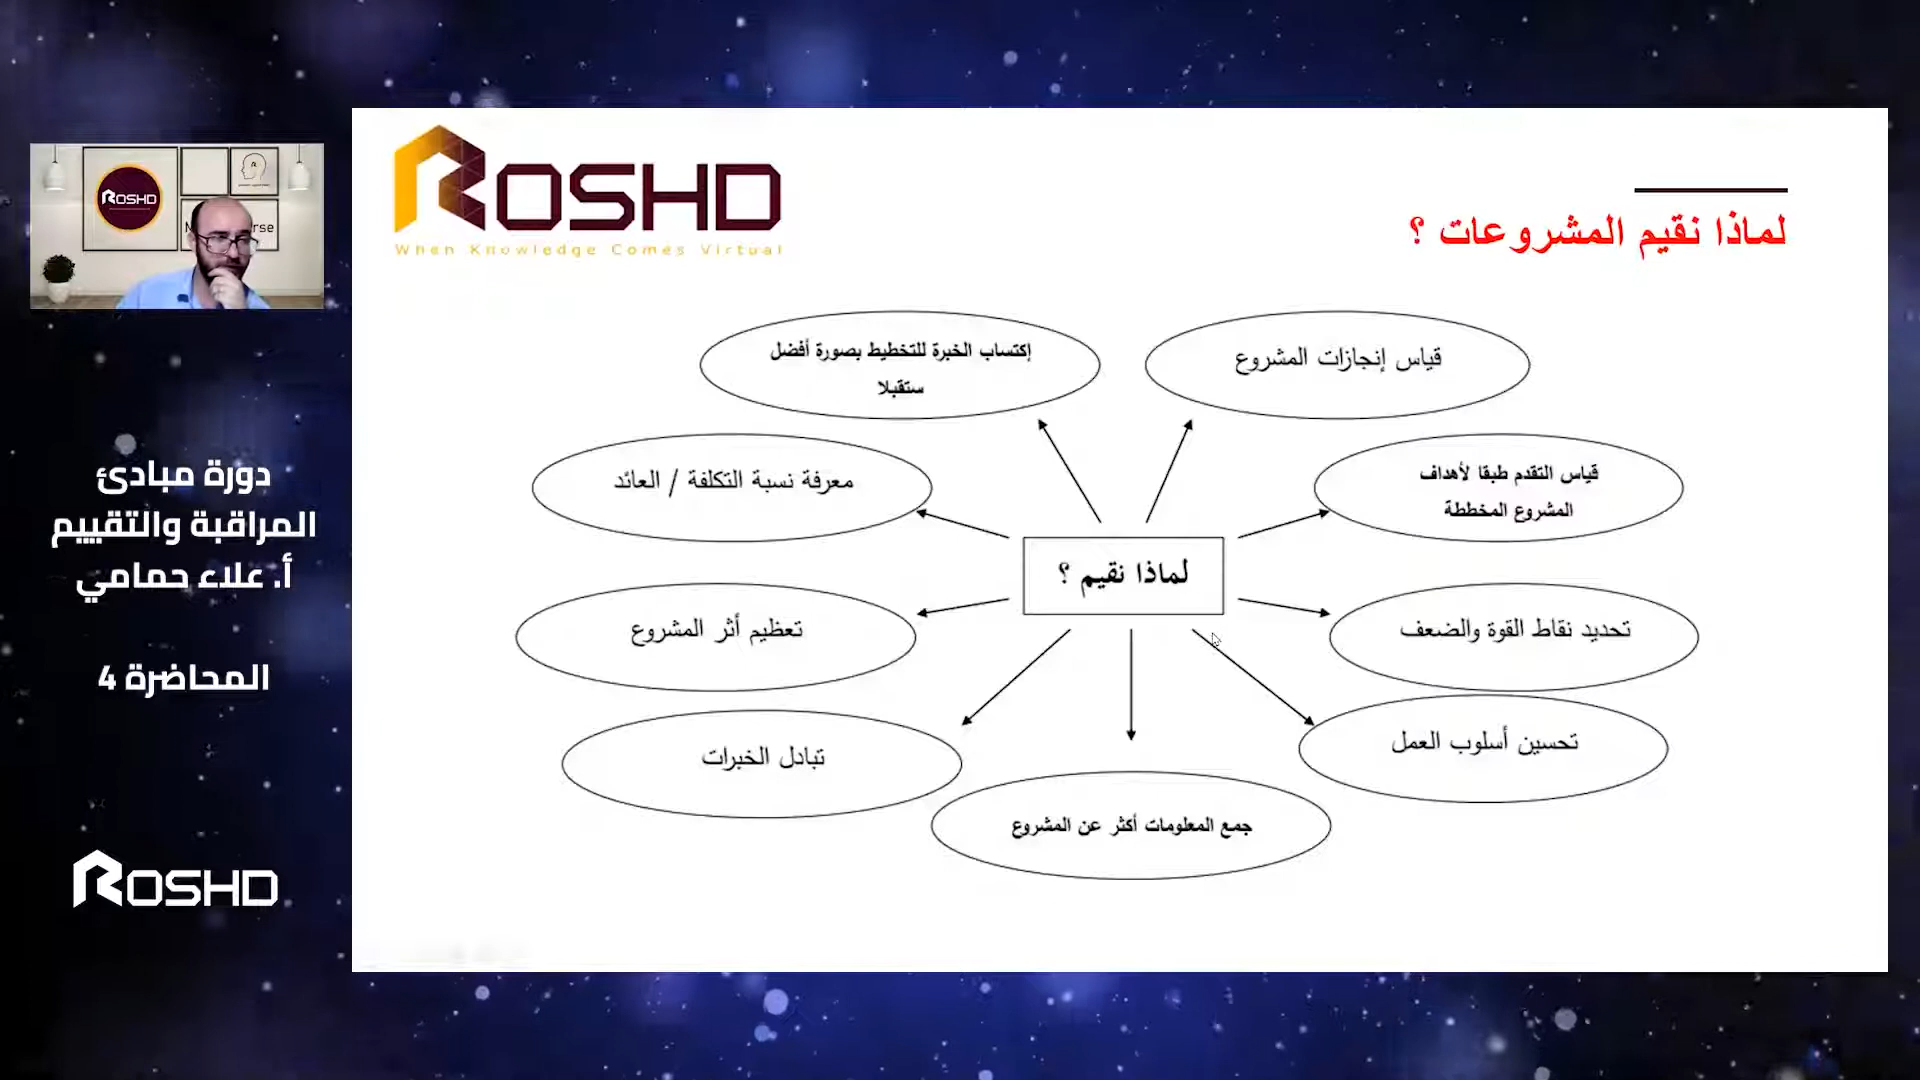 ROSHD
دورة مبادئ
المراقبة والتقييم
أ. علاء حمامي
المحاضرة 4
ROSHD
ROSHD
When Knowledge Comes Virtual
لماذا نقيم المشروعات ؟
قياس إنجازات المشروع
إكتساب الخبرة للتخطيط بصورة أفضل
ستقبلا
قياس التقدم طبقا لأهداف
المشروع المخططة
معرفة نسبة التكلفة / العائد
لماذا نقيم ؟
تحديد نقاط القوة والضعف
تعظيم أثر المشروع
تحسين أسلوب العمل
تبادل الخبرات
جمع المعلومات أكثر عن المشروع